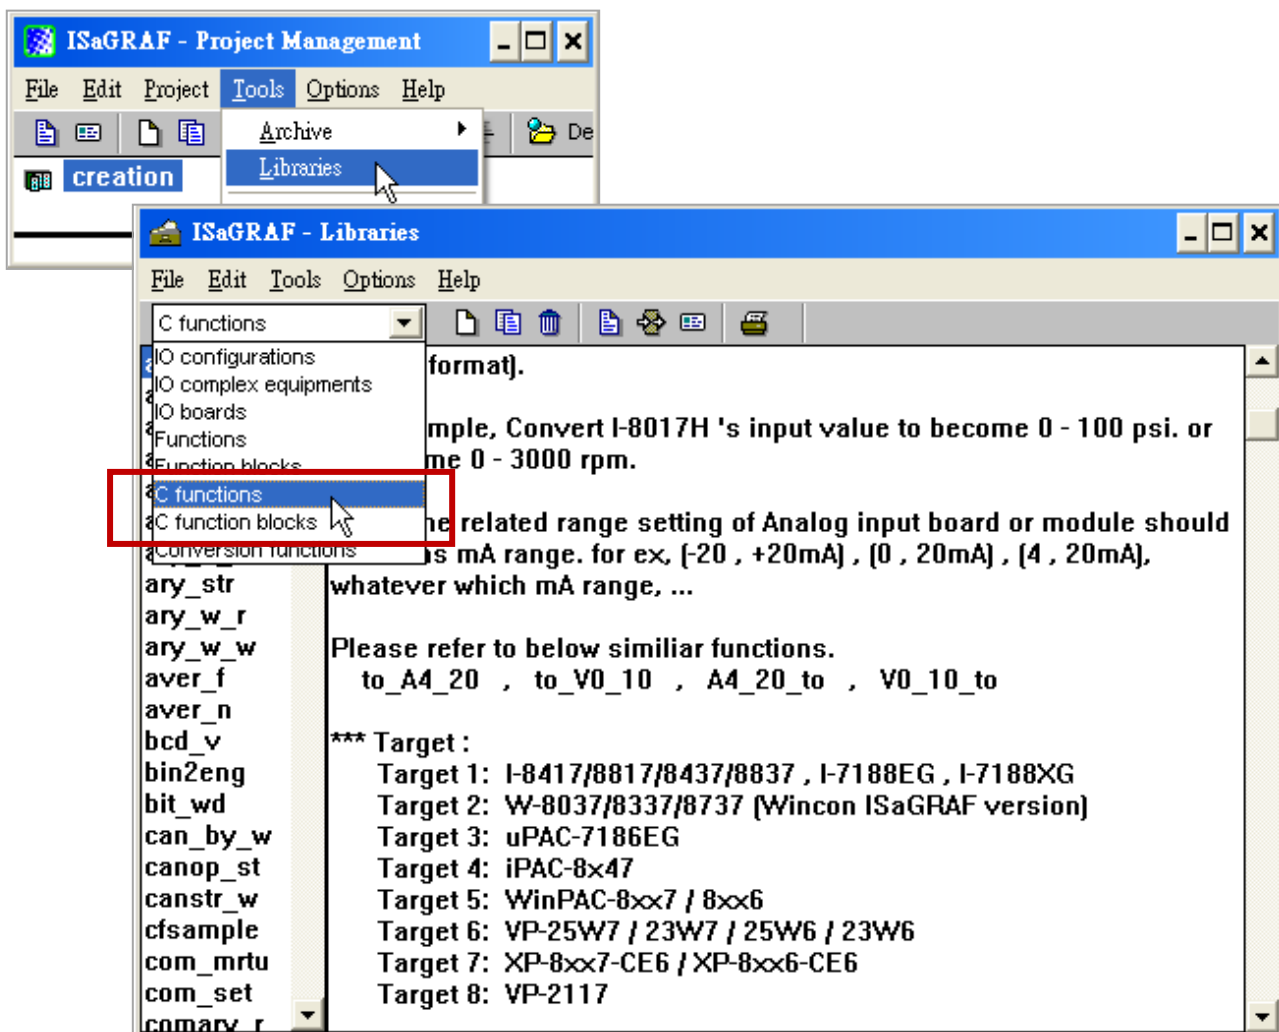 ISaGRAF - Project Management
File Edit Project Tools Options Help
Archive
De
Libraries
creation
ISaGRAF - Libraries
File Edit Tools Options Help
C functions
IO configurations
IO complex equipments
IO boards
Functions
Function blocks
C functions
C function blocks
Conversion functions
ary_str
ary_w_r
ary_w_w
aver_f
aver_n
bcd_v
bin2eng
bit_wd
can_by_w
canop_st
canstr_w
cfsample
com_mrtu
com_set
comary_r
format).
mple, Convert I-8017H 's input value to become 0 - 100 psi. or
me 0 - 3000 rpm.
ne related range setting of Analog input board or module should
is mA range. for ex, (-20 , +20mA) , (0 , 20mA) , (4 , 20mA),
whatever which mA range, ...
Please refer to below similiar functions.
to_A4_20 , to_V0_10 , A4_20_to , V0_10_to
*** Target :
Target 1: I-8417/8817/8437/8837 , I-7188EG , I-7188XG
Target 2: W-8037/8337/8737 (Wincon ISaGRAF version)
Target 3: uPAC-7186EG
Target 4: iPAC-8x47
Target 5: WinPAC-8xx7 / 8xx6
Target 6: VP-25W7 / 23W7 / 25W6 / 23W6
Target 7: XP-8xx7-CE6 / XP-8xx6-CE6
Target 8: VP-2117